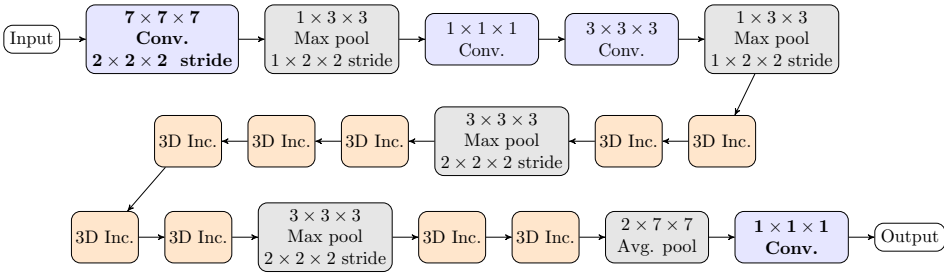 Input
7 × 7 × 7
Conv.
2 × 2 × 2 stride
1 × 3 × 3
Max pool
1 × 2 × 2 stride
1 × 1 × 1
Conv.
3 × 3 × 3
Conv.
1 × 3 × 3
Max pool
1 × 2 × 2 stride
3D Inc.
3D Inc.
3D Inc.
3 × 3 × 3
Max pool
2 × 2 × 2 stride
3D Inc.
3D Inc.
3D Inc.
3D Inc.
3 × 3 × 3
Max pool
2 × 2 × 2 stride
3D Inc.
3D Inc.
2 × 7 × 7
Avg. pool
1 × 1 × 1
Conv.
Output